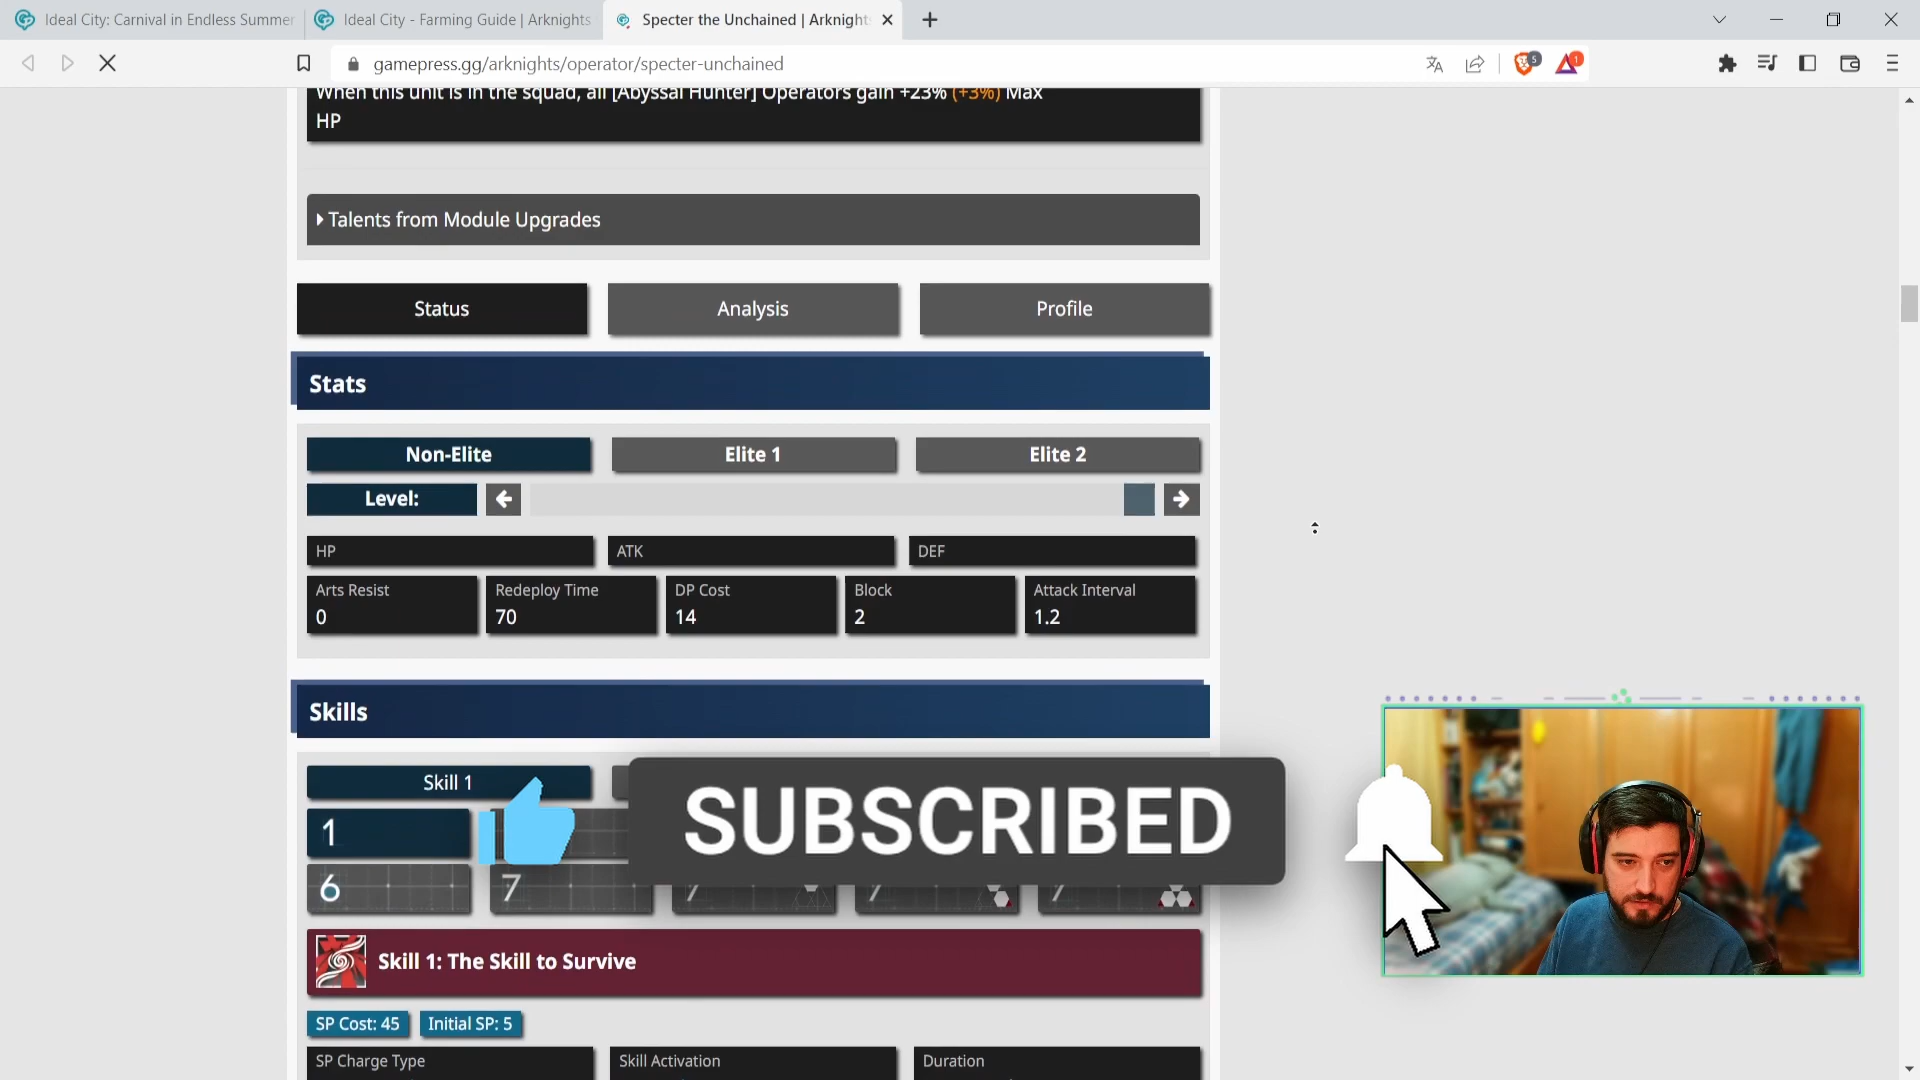 Ideal City: Carnival in Endless Summer
Ideal City - Farming Guide | Arknights
Specter the Unchained | Arknights
gamepress.gg/arknights/operator/specter-unchained
5
1
When this unit is in the squad, all [Abyssal Hunter] Operators gain +23% (+3%) Max
HP
Talents from Module Upgrades
Status
Analysis
Profile
Stats
Non-Elite
Elite 1
Elite 2
Level:
HP
ATK
DEF
Arts Resist
Redeploy Time
DP Cost
Block
Attack Interval
0
70
14
2
1.2
Skills
Skill 1
SUBSCRIBED
1
6
7
7
7
7
Skill 1: The Skill to Survive
SP Cost: 45
Initial SP: 5
SP Charge Type
Skill Activation
Duration